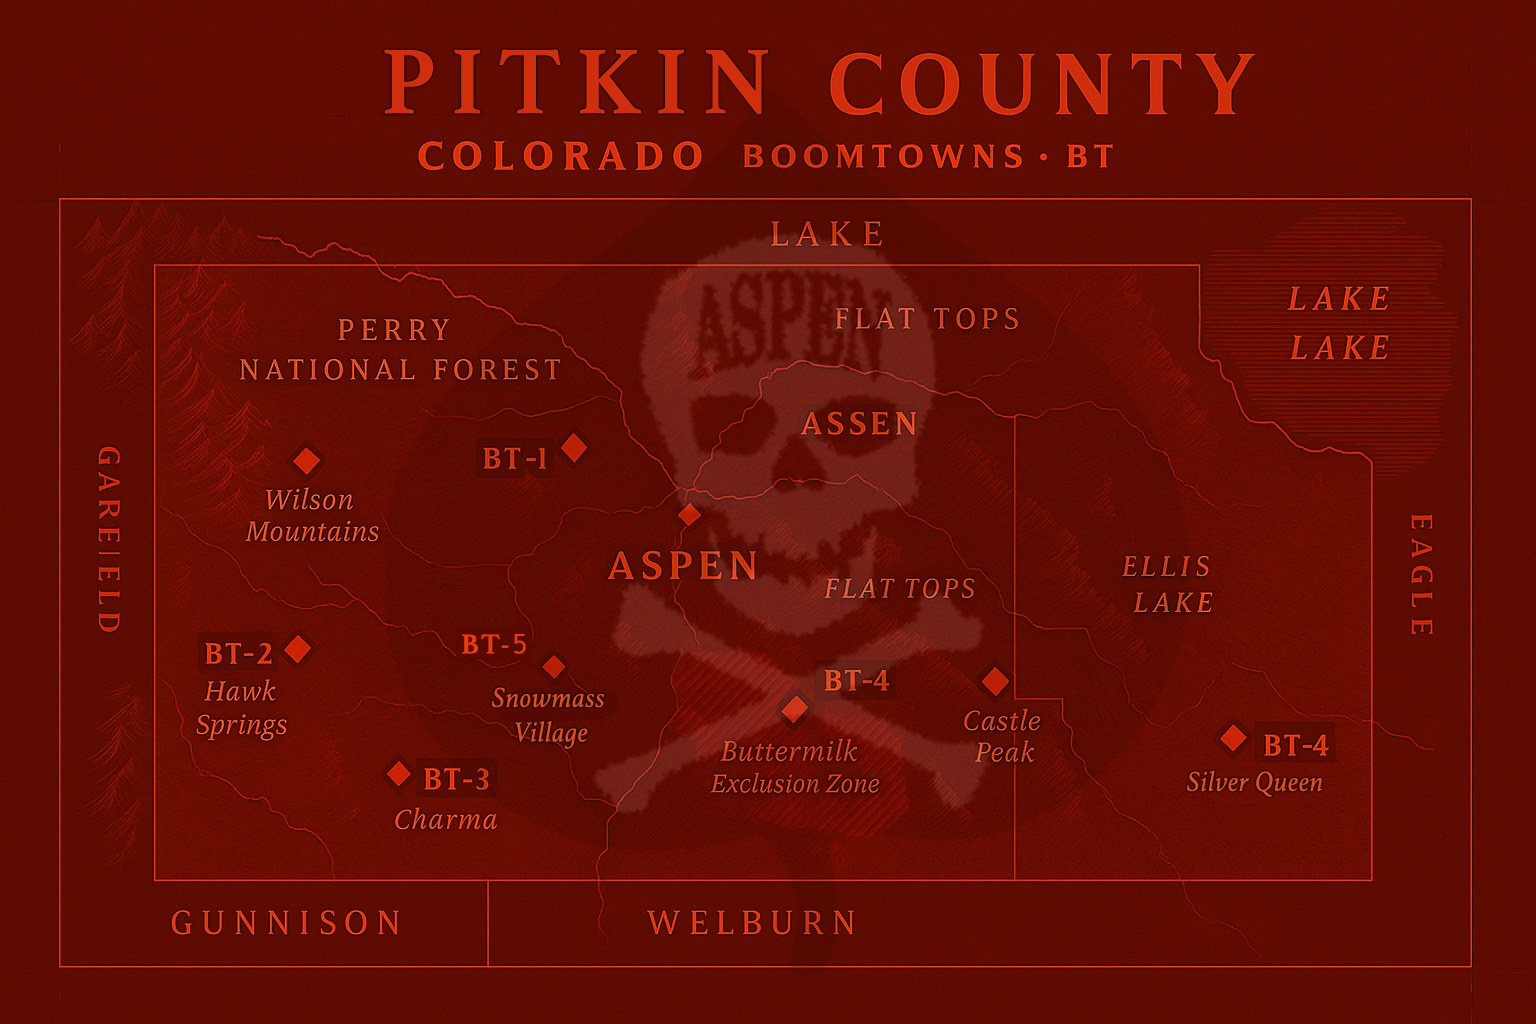 PITKIN COUNTY
COLORADO BOOMTOWNS · BT
LAKE
LAKE
LAKE
ASPEN
FLAT TOPS
PERRY
NATIONAL FOREST
ASSEN
BT-1
Wilson
Mountains
GARE|ELD
EAGLE
ASPEN
ELLIS
LAKE
FLAT TOPS
BT-2
Hawk
Springs
BT-5
Snowmass
Village
BT-4
Buttermilk
Exclusion Zone
Castle
Peak
BT-4
Silver Queen
BT-3
Charma
GUNNISON
WELBURN